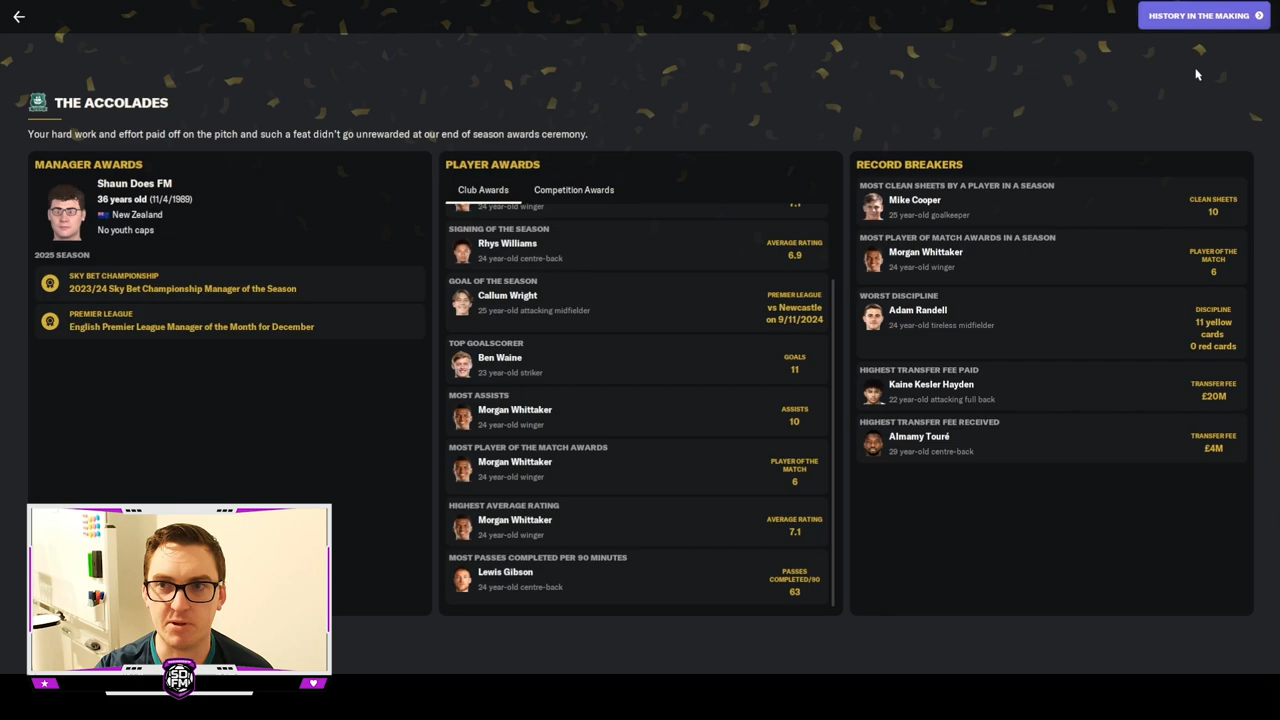 HISTORY IN THE MAKING
THE ACCOLADES
Your hard work and effort paid off on the pitch and such a feat didn't go unrewarded at our end of season awards ceremony.
MANAGER AWARDS
Shaun Does FM
36 years old (11/4/1989)
New Zealand
No youth caps
2025 SEASON
SKY BET CHAMPIONSHIP
2023/24 Sky Bet Championship Manager of the Season
PREMIER LEAGUE
English Premier League Manager of the Month for December
PLAYER AWARDS
Club Awards
Competition Awards
24 year-old winger
7.1
SIGNING OF THE SEASON
Rhys Williams
24 year-old centre-back
AVERAGE RATING
6.9
GOAL OF THE SEASON
Callum Wright
25 year-old attacking midfielder
PREMIER LEAGUE
vs Newcastle
on 9/11/2024
TOP GOALSCORER
Ben Waine
23 year-old striker
GOALS
11
MOST ASSISTS
Morgan Whittaker
24 year-old winger
ASSISTS
10
MOST PLAYER OF THE MATCH AWARDS
Morgan Whittaker
24 year-old winger
PLAYER OF THE
MATCH
6
HIGHEST AVERAGE RATING
Morgan Whittaker
24 year-old winger
AVERAGE RATING
7.1
MOST PASSES COMPLETED PER 90 MINUTES
Lewis Gibson
24 year-old centre-back
PASSES
COMPLETED/90
63
RECORD BREAKERS
MOST CLEAN SHEETS BY A PLAYER IN A SEASON
Mike Cooper
25 year-old goalkeeper
CLEAN SHEETS
10
MOST PLAYER OF MATCH AWARDS IN A SEASON
Morgan Whittaker
24 year-old winger
PLAYER OF THE
MATCH
6
WORST DISCIPLINE
Adam Randell
24 year-old tireless midfielder
DISCIPLINE
11 yellow
cards
0 red cards
HIGHEST TRANSFER FEE PAID
Kaine Kesler Hayden
22 year-old attacking full back
TRANSFER FEE
£20M
HIGHEST TRANSFER FEE RECEIVED
Almamy Touré
29 year-old centre-back
TRANSFER FEE
£4M
SD
FM